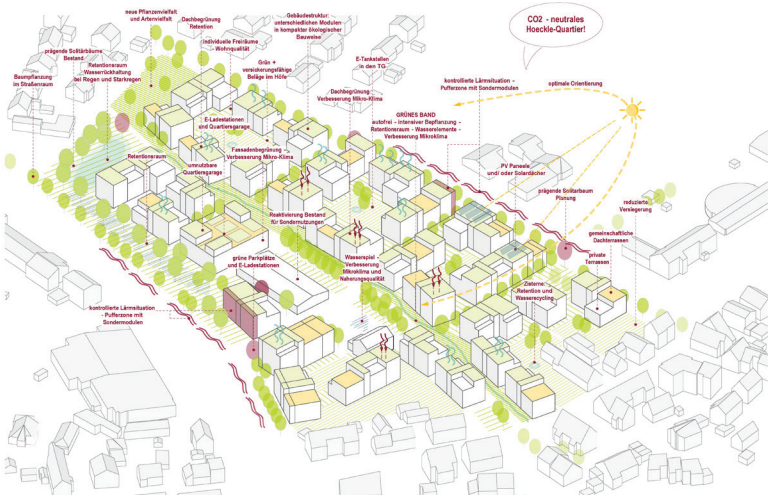 neue Pflanzenvielfalt
und Artenvielfalt
Dachbegrünung
Retention
Gebäudestruktur:
unterschiedlichen Modulen
in kompakter ökologischer
Bauweise
CO2 - neutrales
Hoeckle-Quartier!
prägende Solitärbäume
Bestand
Retentionsraum
- Wasserrückhaltung
bei Regen und Starkregen
individuelle Freiräume
- Wohnqualität
Grün +
versickerungsfähige
Beläge im Höfe
E-Tankstellen
in den TG
Baumpflanzung
im Straßenraum
kontrollierte Lärmsituation -
Pufferzone mit Sondermodulen
optimale Orientierung
Dachbegrünung
Verbesserung Mikro-Klima
E-Ladestationen
und Quartiersgarage
GRÜNES BAND
autofrei - intensiver Bepflanzung -
Retentionsraum - Wasserelemente -
Verbesserung Mikroklima
Retentionsraum
umnutzbare
Quartiersgarage
Fassadenbegrünung -
Verbesserung Mikro-Klima
PV Paneele
und/ oder Solardächer
prägende Solitärbaum
Planung
reduzierte
Versiegerung
Reaktivierung Bestand
für Sondernutzungen
gemeinschaftliche
Dachterrassen
private
Terrassen
grüne Parkplätze
und E-Ladestationen
Wasserspiel -
Verbesserung
Mikroklima und
Naherungsqualität
Zisterne:
Retention und
Wasserecycling
kontrollierte Lärmsituation
- Pufferzone mit
Sondermodulen